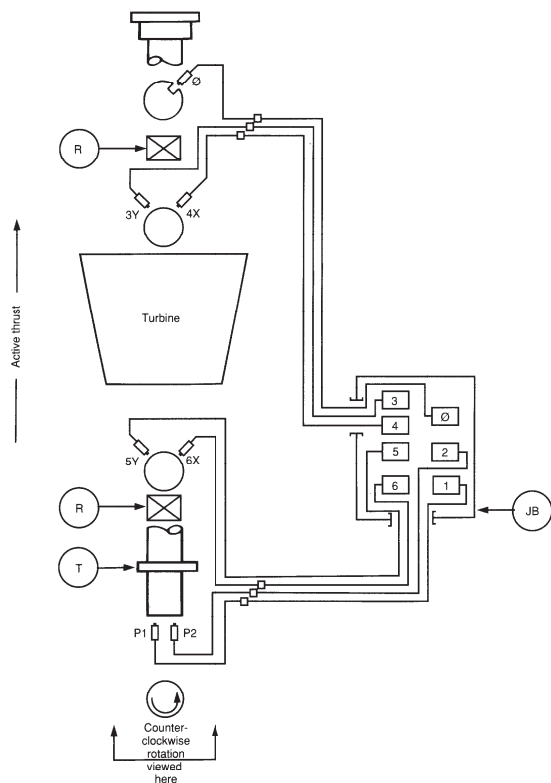 Ø
R
3Y
4X
Active thrust
Turbine
3
4
Ø
5
2
6
1
JB
5Y
6X
R
T
P1
P2
Counter-
clockwise
rotation
viewed
here